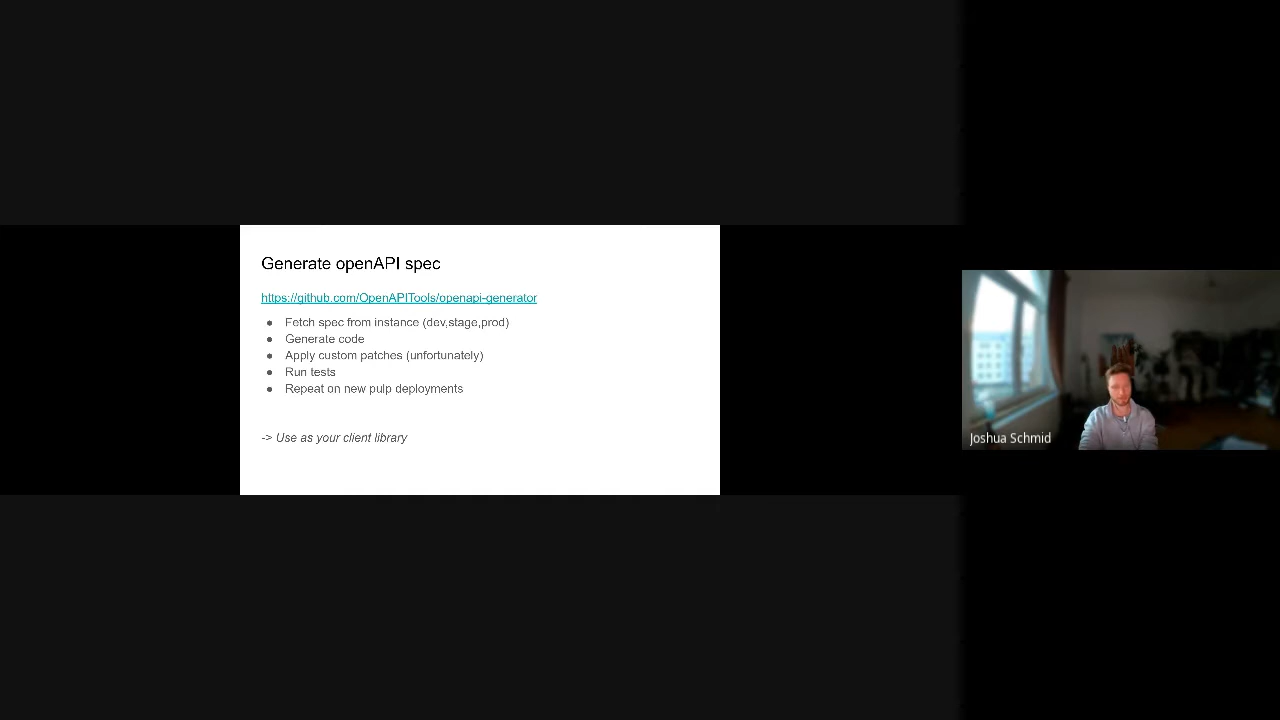 Generate openAPI spec
https://github.com/OpenAPITools/openapi-generator
● Fetch spec from instance (dev,stage,prod)
● Generate code
● Apply custom patches (unfortunately)
● Run tests
● Repeat on new pulp deployments
-> Use as your client library
Joshua Schmid